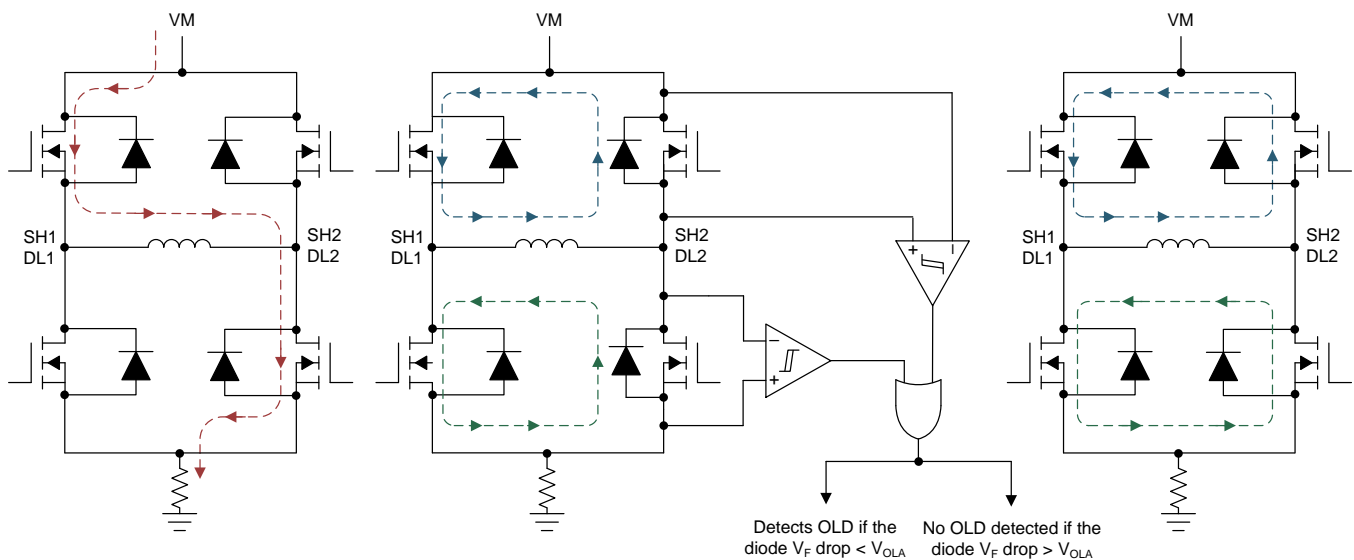 VM
VM
VM
SH1
DL1
SH2
DL2
SH1
DL1
SH2
DL2
SH1
DL1
SH2
DL2
+
−
−
+
Detects OLD if the
diode VF drop < VOLA
No OLD detected if the
diode VF drop > VOLA